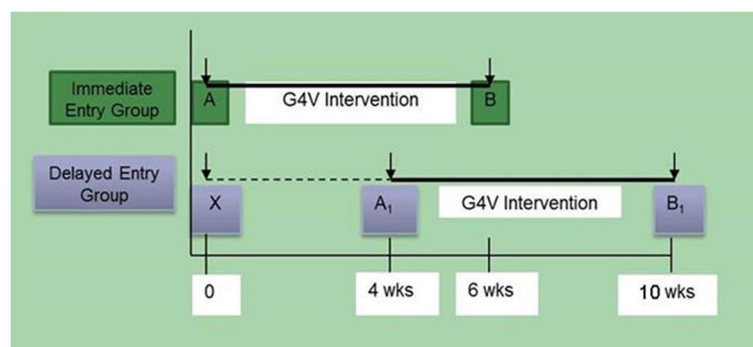 Immediate
Entry Group
A
G4V Intervention
B
Delayed Entry
Group
X
A₁
G4V Intervention
B₁
0
4 wks
6 wks
10 wks